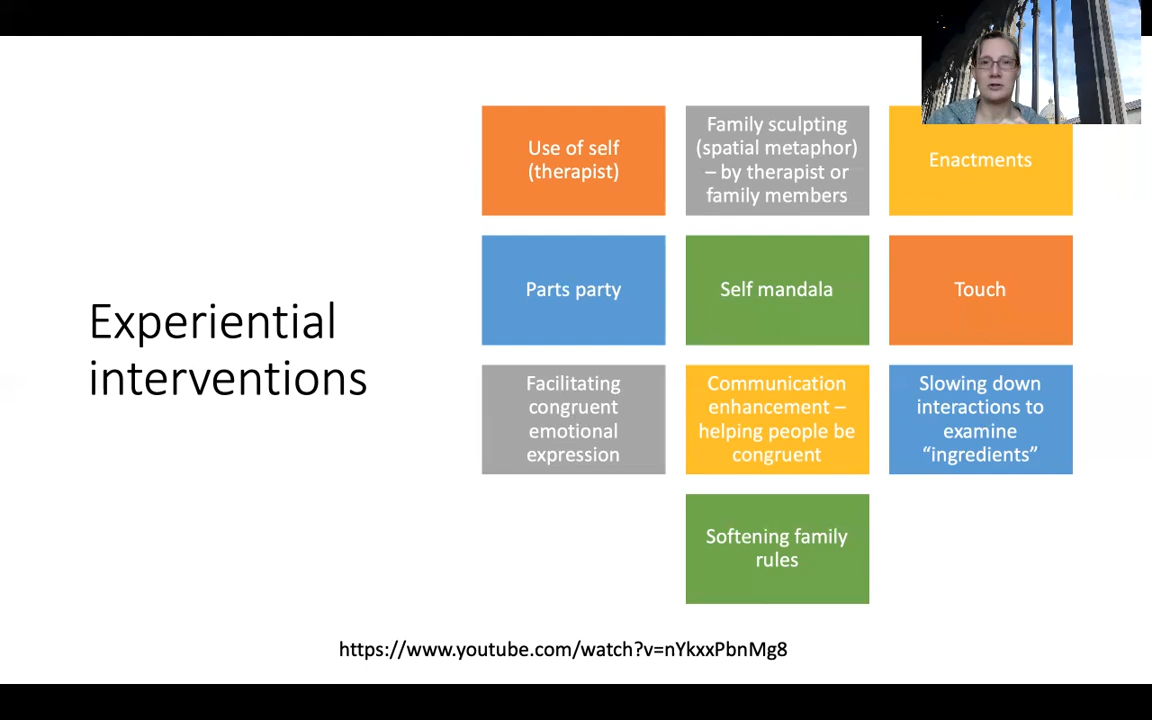 Experiential
interventions
Use of self
(therapist)
Family sculpting
(spatial metaphor)
– by therapist or
family members
Enactments
Parts party
Self mandala
Touch
Facilitating
congruent
emotional
expression
Communication
enhancement –
helping people be
congruent
Slowing down
interactions to
examine
“ingredients”
Softening family
rules
https://www.youtube.com/watch?v=nYkxxPbnMg8